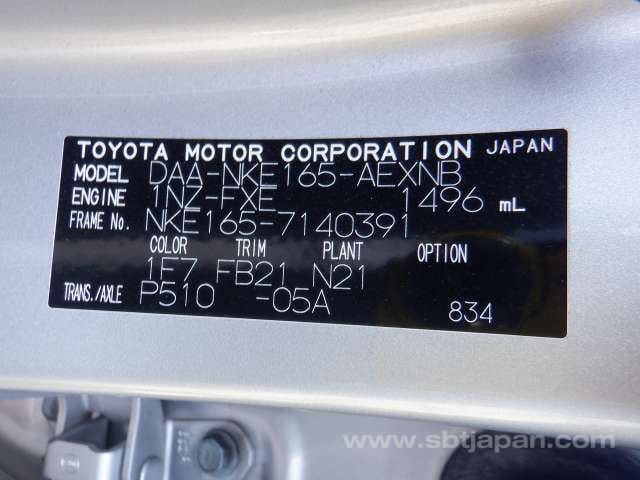 TOYOTA MOTOR CORPORATION JAPAN
MODEL DAA-NKE165-AEXNB
ENGINE 1NZ-FXE 1496 mL
FRAME No. NKE165-7140391
COLOR TRIM PLANT OPTION
1F7 FB21 N21
TRANS./AXLE P510 -05A
834
www.sbtjapan.com